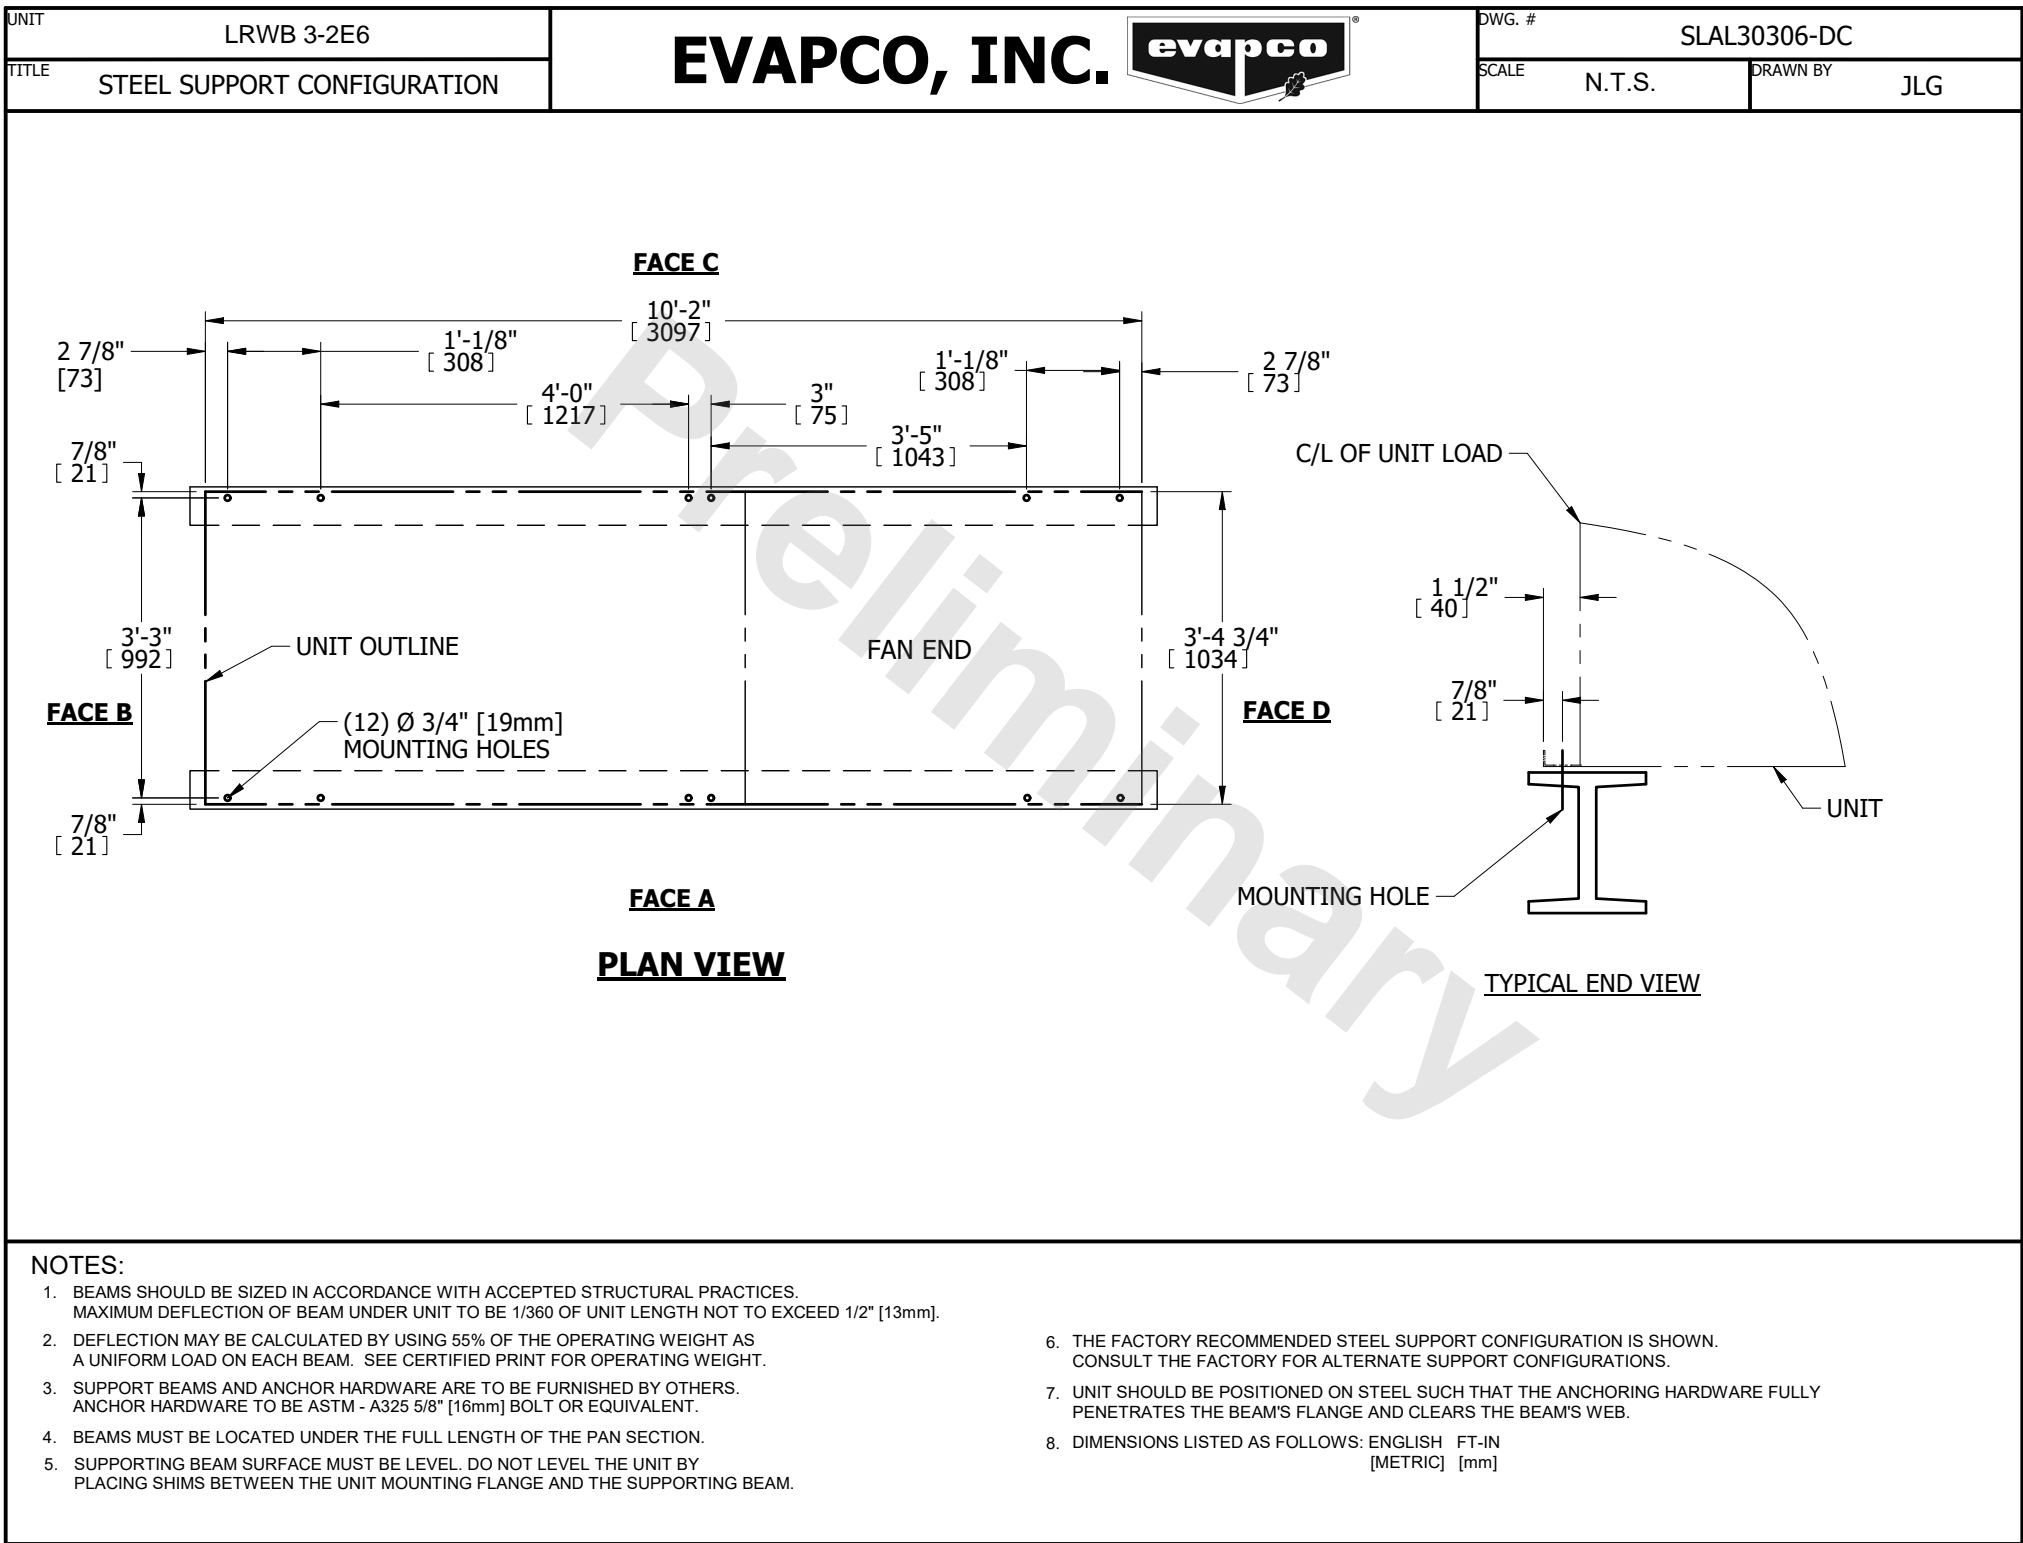 UNIT
LRWB 3-2E6
TITLE
STEEL SUPPORT CONFIGURATION
EVAPCO, INC.
evapco
®
DWG. #
SLAL30306-DC
SCALE
N.T.S.
DRAWN BY
JLG
FACE C
10'-2"
[ 3097]
2 7/8"
[73]
1'-1/8"
[ 308]
1'-1/8"
[ 308]
2 7/8"
[ 73]
4'-0"
[ 1217]
3"
[ 75]
3'-5"
[ 1043]
7/8"
[ 21]
3'-3"
[ 992]
UNIT OUTLINE
FAN END
3'-4 3/4"
[ 1034]
FACE B
(12) Ø 3/4" [19mm]
MOUNTING HOLES
FACE D
7/8"
[ 21]
FACE A
PLAN VIEW
C/L OF UNIT LOAD
1 1/2"
[ 40]
7/8"
[ 21]
UNIT
MOUNTING HOLE
TYPICAL END VIEW
Preliminary
NOTES:
1. BEAMS SHOULD BE SIZED IN ACCORDANCE WITH ACCEPTED STRUCTURAL PRACTICES.
MAXIMUM DEFLECTION OF BEAM UNDER UNIT TO BE 1/360 OF UNIT LENGTH NOT TO EXCEED 1/2" [13mm].
2. DEFLECTION MAY BE CALCULATED BY USING 55% OF THE OPERATING WEIGHT AS
A UNIFORM LOAD ON EACH BEAM. SEE CERTIFIED PRINT FOR OPERATING WEIGHT.
3. SUPPORT BEAMS AND ANCHOR HARDWARE ARE TO BE FURNISHED BY OTHERS.
ANCHOR HARDWARE TO BE ASTM - A325 5/8" [16mm] BOLT OR EQUIVALENT.
4. BEAMS MUST BE LOCATED UNDER THE FULL LENGTH OF THE PAN SECTION.
5. SUPPORTING BEAM SURFACE MUST BE LEVEL. DO NOT LEVEL THE UNIT BY
PLACING SHIMS BETWEEN THE UNIT MOUNTING FLANGE AND THE SUPPORTING BEAM.
6. THE FACTORY RECOMMENDED STEEL SUPPORT CONFIGURATION IS SHOWN.
CONSULT THE FACTORY FOR ALTERNATE SUPPORT CONFIGURATIONS.
7. UNIT SHOULD BE POSITIONED ON STEEL SUCH THAT THE ANCHORING HARDWARE FULLY
PENETRATES THE BEAM'S FLANGE AND CLEARS THE BEAM'S WEB.
8. DIMENSIONS LISTED AS FOLLOWS: ENGLISH FT-IN
[METRIC] [mm]